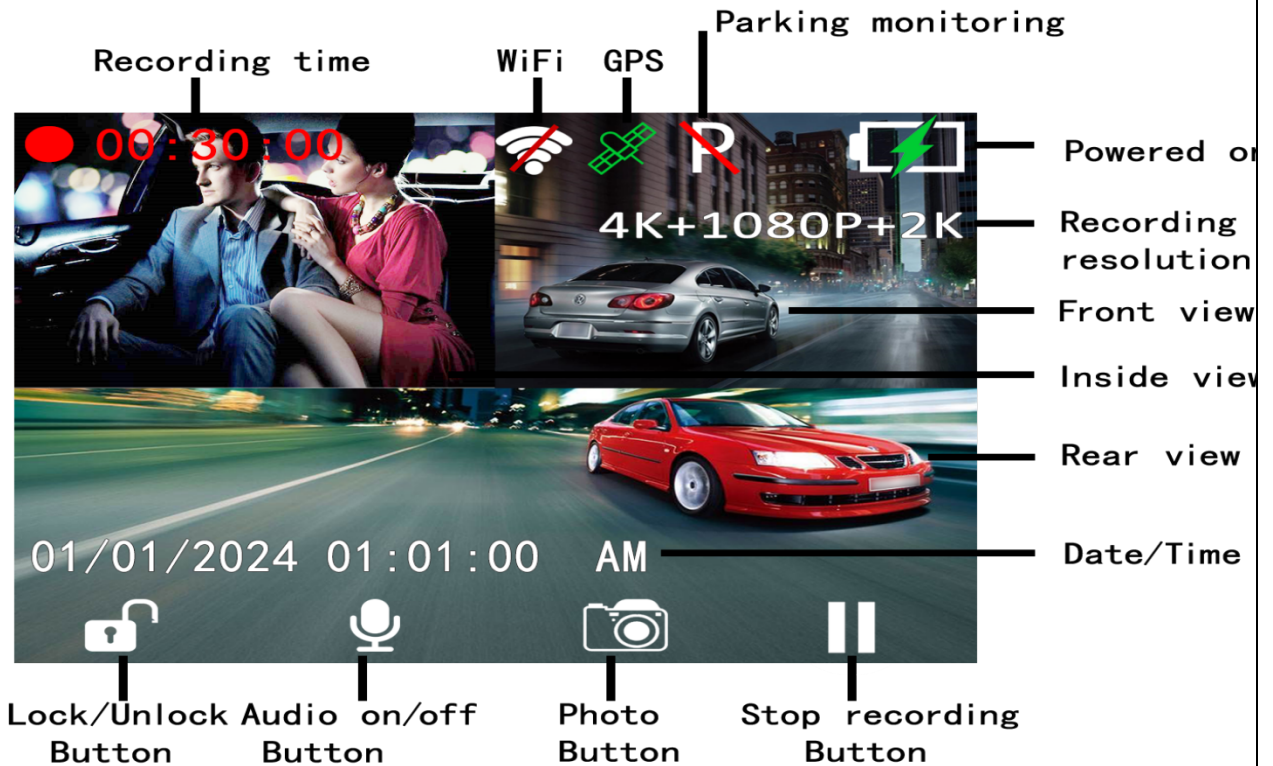 Parking monitoring
Recording time
WiFi
GPS
00:30:00
P
Powered on
4K+1080P+2K
Recording
resolution
Front view
Inside view
Rear view
01/01/2024 01:01:00 AM
Date/Time
Lock/Unlock
Button
Audio on/off
Button
Photo
Button
Stop recording
Button